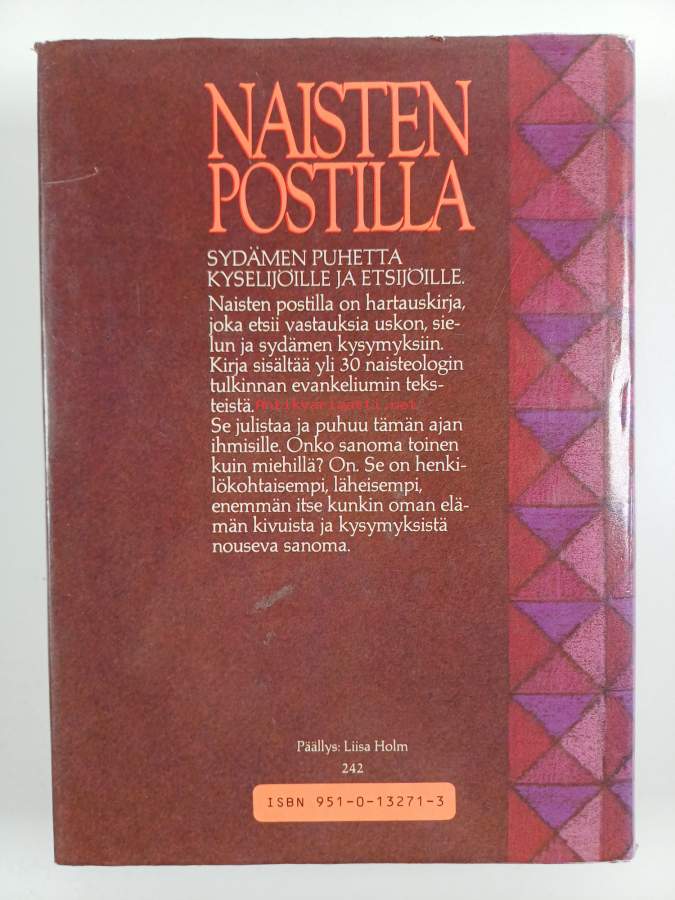 NAISTEN
POSTILLA
SYDÄMEN PUHETTA
KYSELIJÖILLE JA ETSIJÖILLE.
Naisten postilla on hartauskirja,
joka etsii vastauksia uskon, sie-
lun ja sydämen kysymyksiin.
Kirja sisältää yli 30 naisteologin
tulkinnan evankeliumin teks-
teistä.
Antikvariaatti.net
Se julistaa ja puhuu tämän ajan
ihmisille. Onko sanoma toinen
kuin miehillä? On. Se on henki-
lökohtaisempi, läheisempi,
enemmän itse kunkin oman elä-
män kivuista ja kysymyksistä
nouseva sanoma.
Päällys: Liisa Holm
242
ISBN 951-0-13271-3